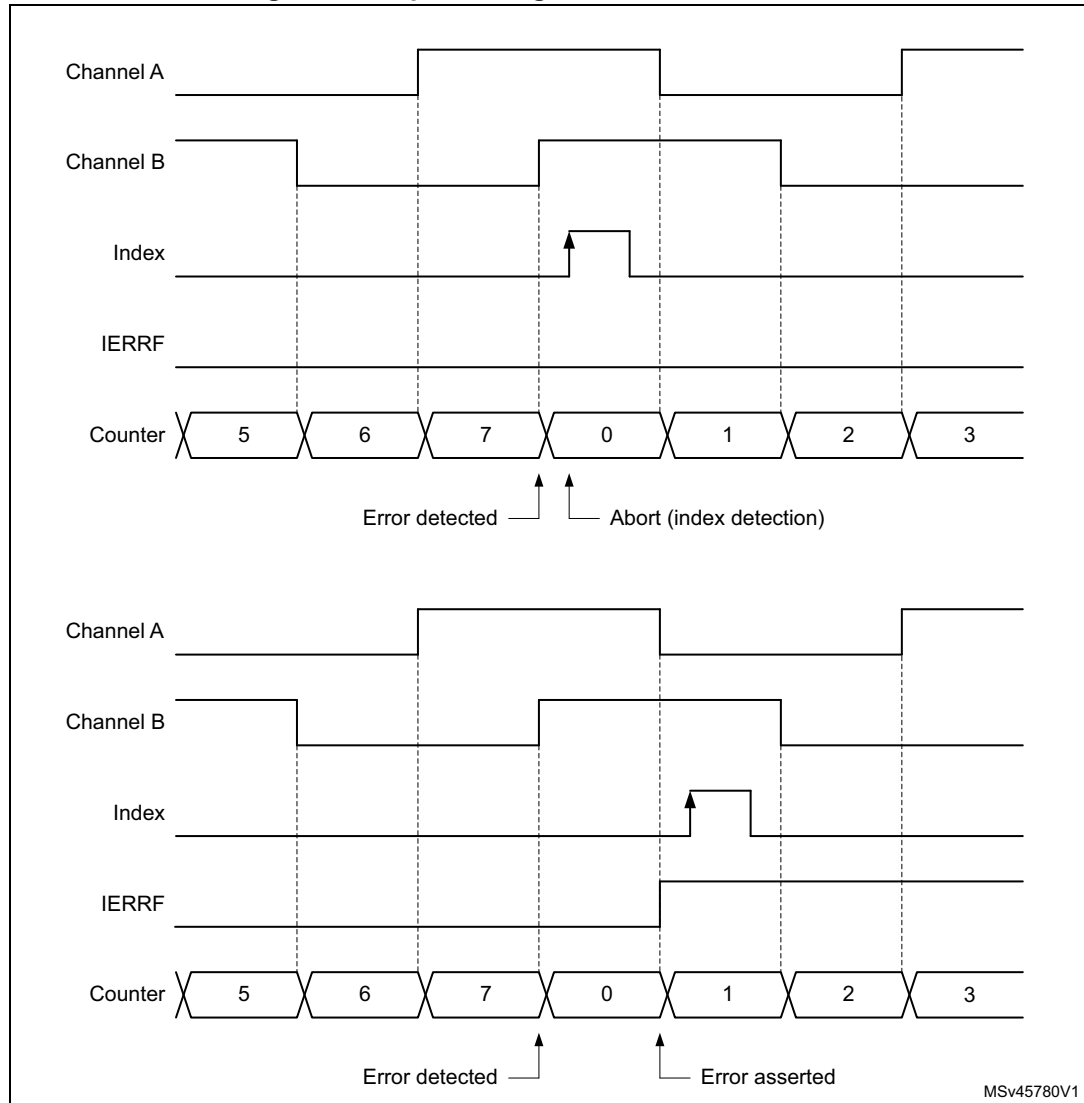 Channel A
Channel B
Index
IERRF
Counter 5 6 7 0 1 2 3
Error detected Abort (index detection)
Channel A
Channel B
Index
IERRF
Counter 5 6 7 0 1 2 3
Error detected Error asserted
MSv45780V1